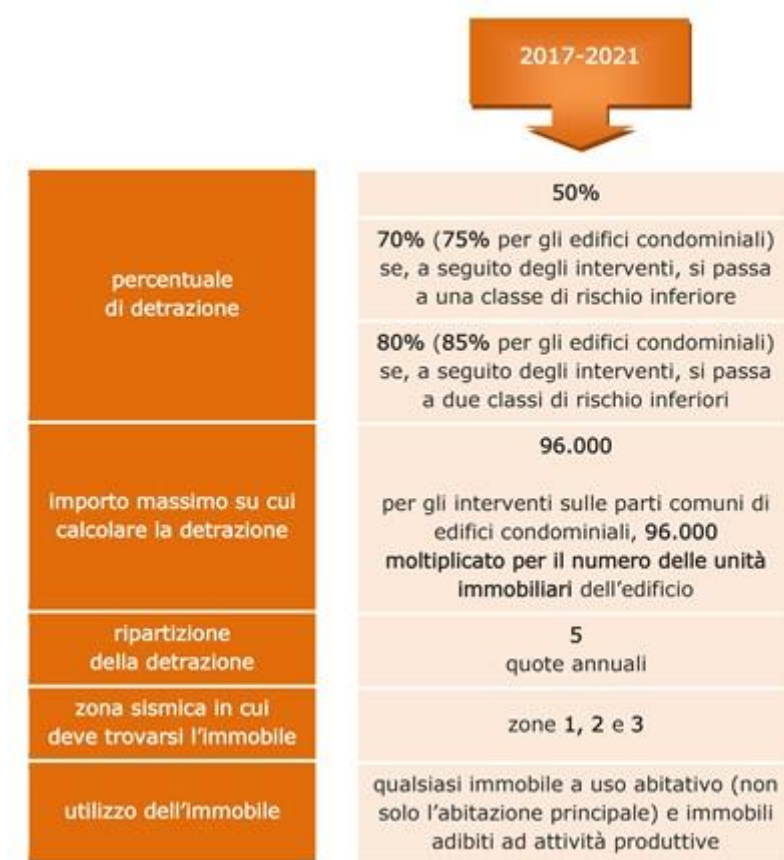 2017-2021
percentuale
di detrazione
50%
70% (75% per gli edifici condominiali)
se, a seguito degli interventi, si passa
a una classe di rischio inferiore
80% (85% per gli edifici condominiali)
se, a seguito degli interventi, si passa
a due classi di rischio inferiori
importo massimo su cui
calcolare la detrazione
96.000
per gli interventi sulle parti comuni di
edifici condominiali, 96.000
moltiplicato per il numero delle unità
immobiliari dell'edificio
ripartizione
della detrazione
5
quote annuali
zona sismica in cui
deve trovarsi l'immobile
zone 1, 2 e 3
utilizzo dell'immobile
qualsiasi immobile a uso abitativo (non
solo l'abitazione principale) e immobili
adibiti ad attività produttive